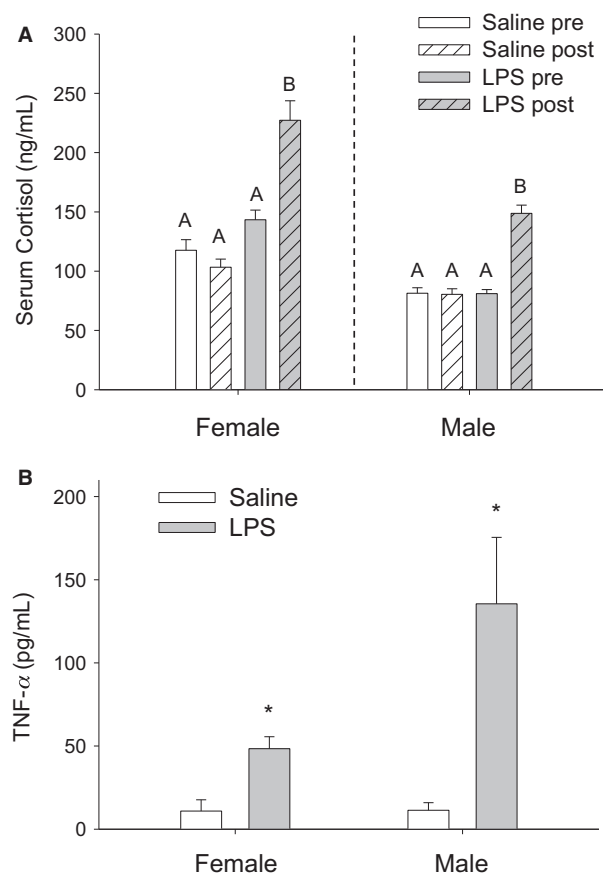 A
Serum Cortisol (ng/mL)
300
250
200
150
100
50
0
Saline pre
Saline post
LPS pre
LPS post
A
A
A
B
A
A
A
B
Female
Male
B
TNF-α (pg/mL)
200
150
100
50
0
Saline
LPS
*
*
Female
Male